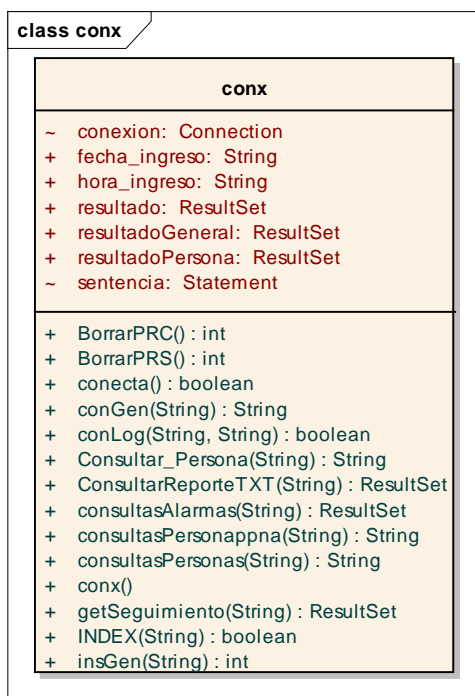 class conx
conx
~ conexion: Connection
+ fecha_ingreso: String
+ hora_ingreso: String
+ resultado: ResultSet
+ resultadoGeneral: ResultSet
+ resultadoPersona: ResultSet
~ sentencia: Statement
+ BorrarPRC() : int
+ BorrarPRS() : int
+ conecta() : boolean
+ conGen(String) : String
+ conLog(String, String) : boolean
+ Consultar_Persona(String) : String
+ ConsultarReporteTXT(String) : ResultSet
+ consultasAlarmas(String) : ResultSet
+ consultasPersonappna(String) : String
+ consultasPersonas(String) : String
+ conx()
+ getSeguimiento(String) : ResultSet
+ INDEX(String) : boolean
+ insGen(String) : int